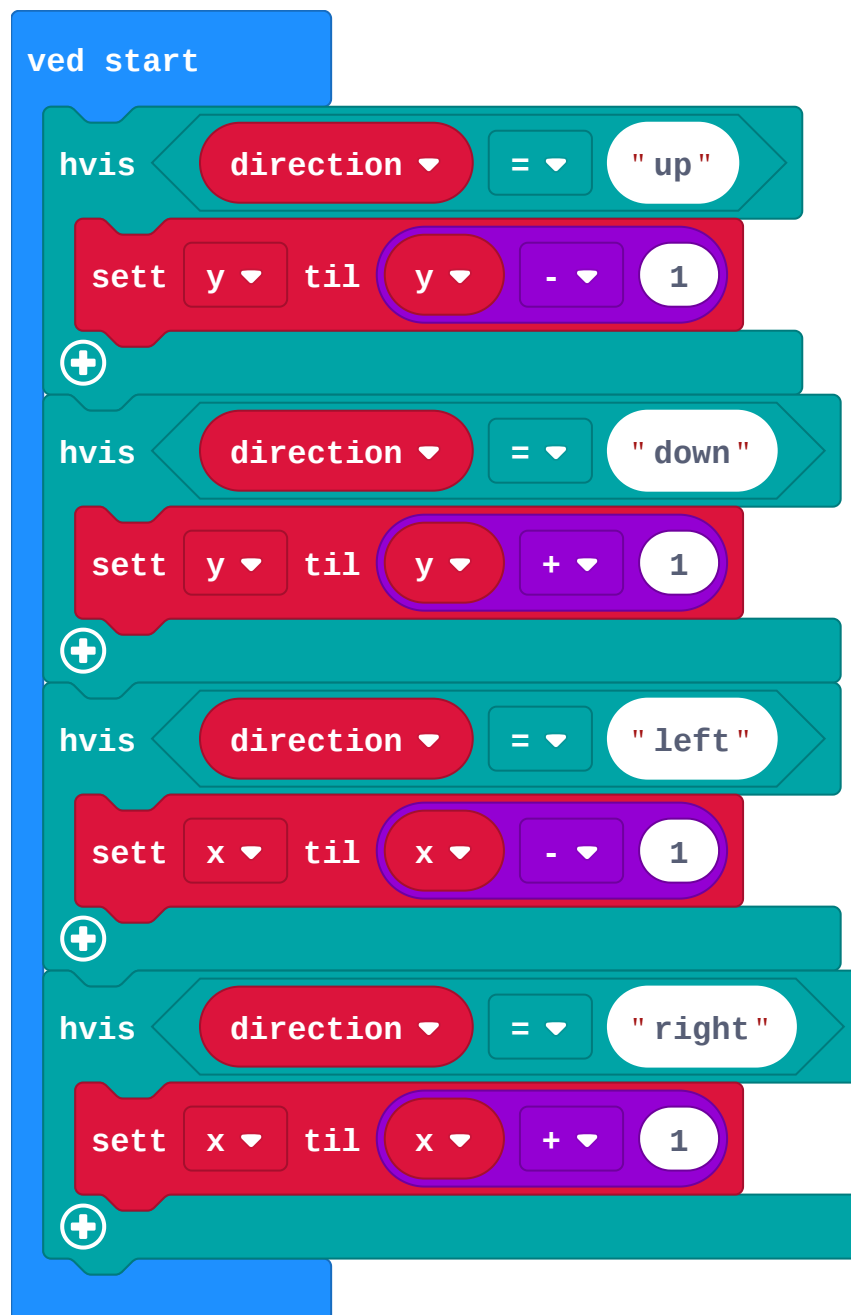 ved start
hvis direction = "up"
sett y til y - 1
hvis direction = "down"
sett y til y + 1
hvis direction = "left"
sett x til x - 1
hvis direction = "right"
sett x til x + 1